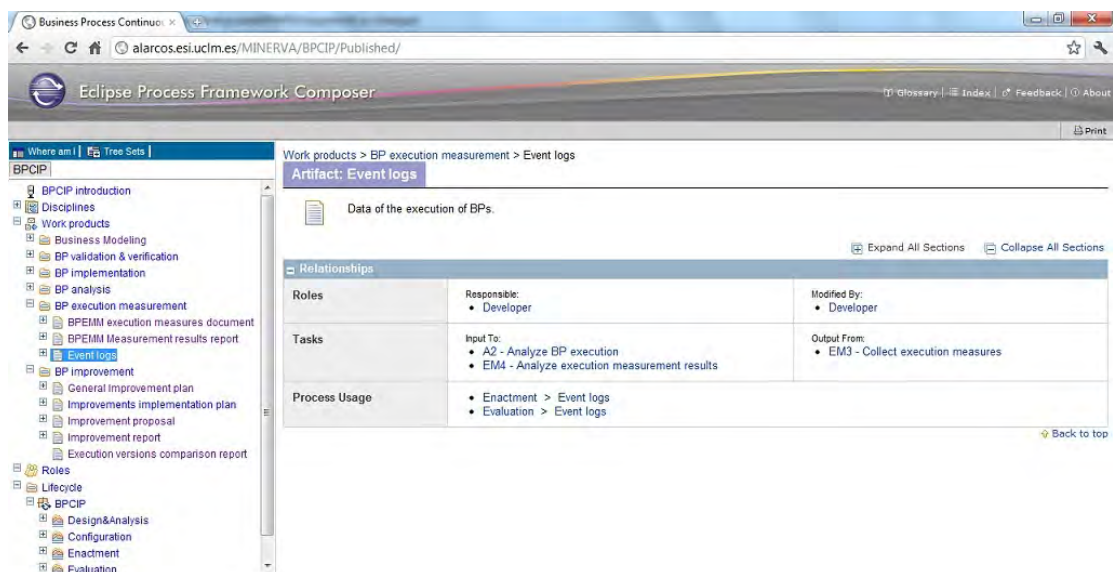 Business Process Continuo
alarcos.esi.uclm.es/MINERVA/BPCIP/Published/
Eclipse Process Framework Composer
Glossary | Index | Feedback | About
Print
Where am I | Tree Sets |
BPCIP
BPCIP introduction
Disciplines
Work products
Business Modeling
BP validation & verification
BP implementation
BP analysis
BP execution measurement
BPEMM execution measures document
BPEMM Measurement results report
Event logs
BP improvement
General Improvement plan
Improvements implementation plan
Improvement proposal
Improvement report
Execution versions comparison report
Roles
Lifecycle
BPCIP
Design&Analysis
Configuration
Enactment
Evaluation
Work products > BP execution measurement > Event logs
Artifact: Event logs
Data of the execution of BPs.
Expand All Sections Collapse All Sections
Relationships
Roles
Responsible:
• Developer
Modified By:
• Developer
Tasks
Input To:
• A2 - Analyze BP execution
• EM4 - Analyze execution measurement results
Output From:
• EM3 - Collect execution measures
Process Usage
• Enactment > Event logs
• Evaluation > Event logs
Back to top